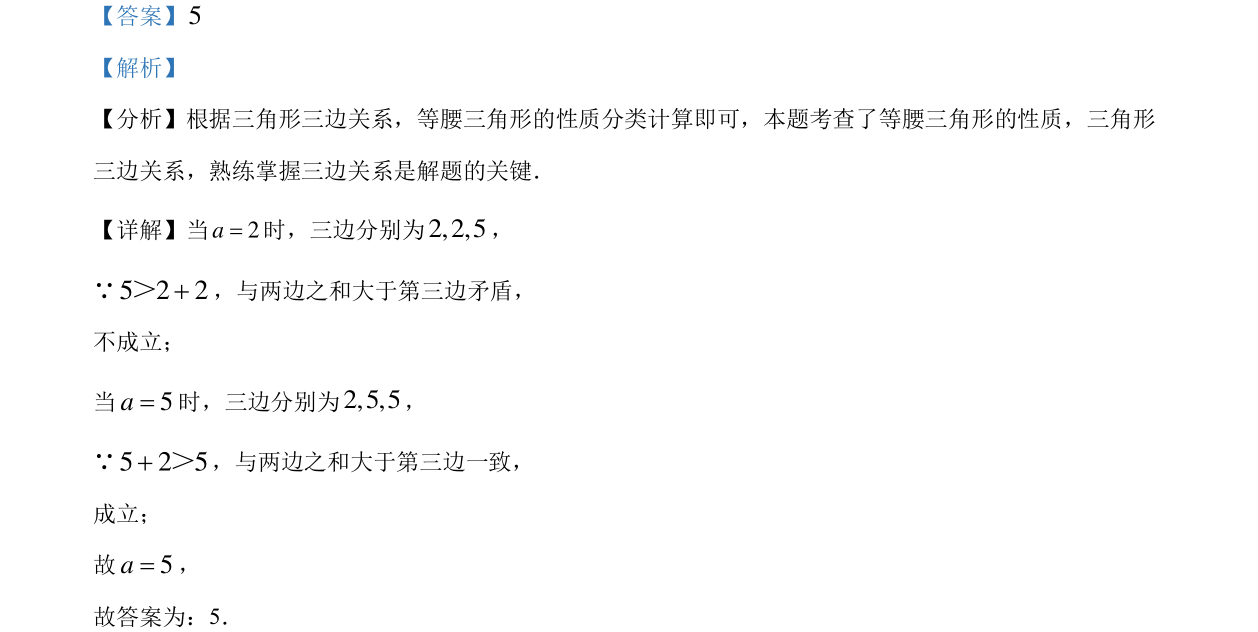 【答案】5
【解析】
【分析】根据三角形三边关系，等腰三角形的性质分类计算即可，本题考查了等腰三角形的性质，三角形
三边关系，熟练掌握三边关系是解题的关键．
【详解】当a = 2时，三边分别为2,2,5，
∵5>2+2，与两边之和大于第三边矛盾，
不成立；
当a = 5时，三边分别为2,5,5，
∵5+2>5，与两边之和大于第三边一致，
成立；
故a = 5，
故答案为：5．